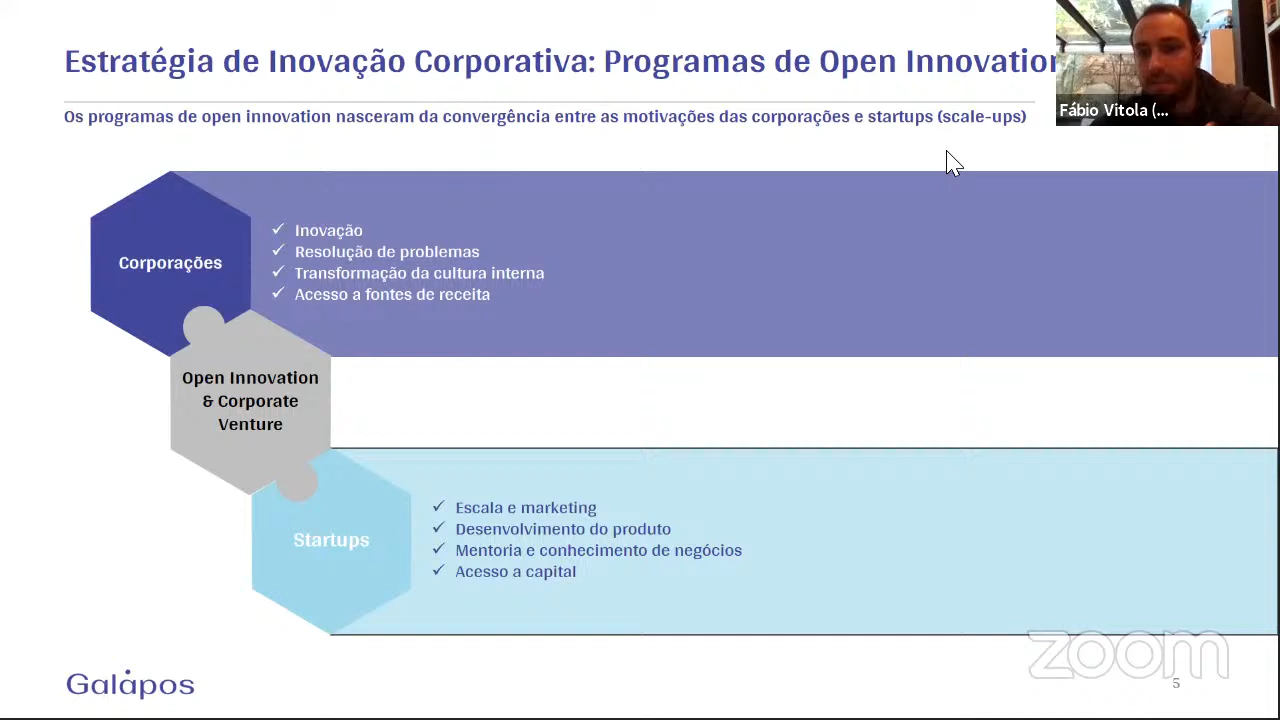 Estratégia de Inovação Corporativa: Programas de Open Innovation
Fábio Vitola (...
Os programas de open innovation nasæram da convergência entre as motivações das corporações e startups (scale-ups)
Corporações
Inovação
Resolução de problemas
Transformação da cultura interna
Acesso a fontes de receita
Open Innovation
& Corporate
Venture
Startups
Escala e marketing
Desenvolvimento do produto
Mentoria e conhecimento de negócios
Acesso a capital
Galápos
zoom
5